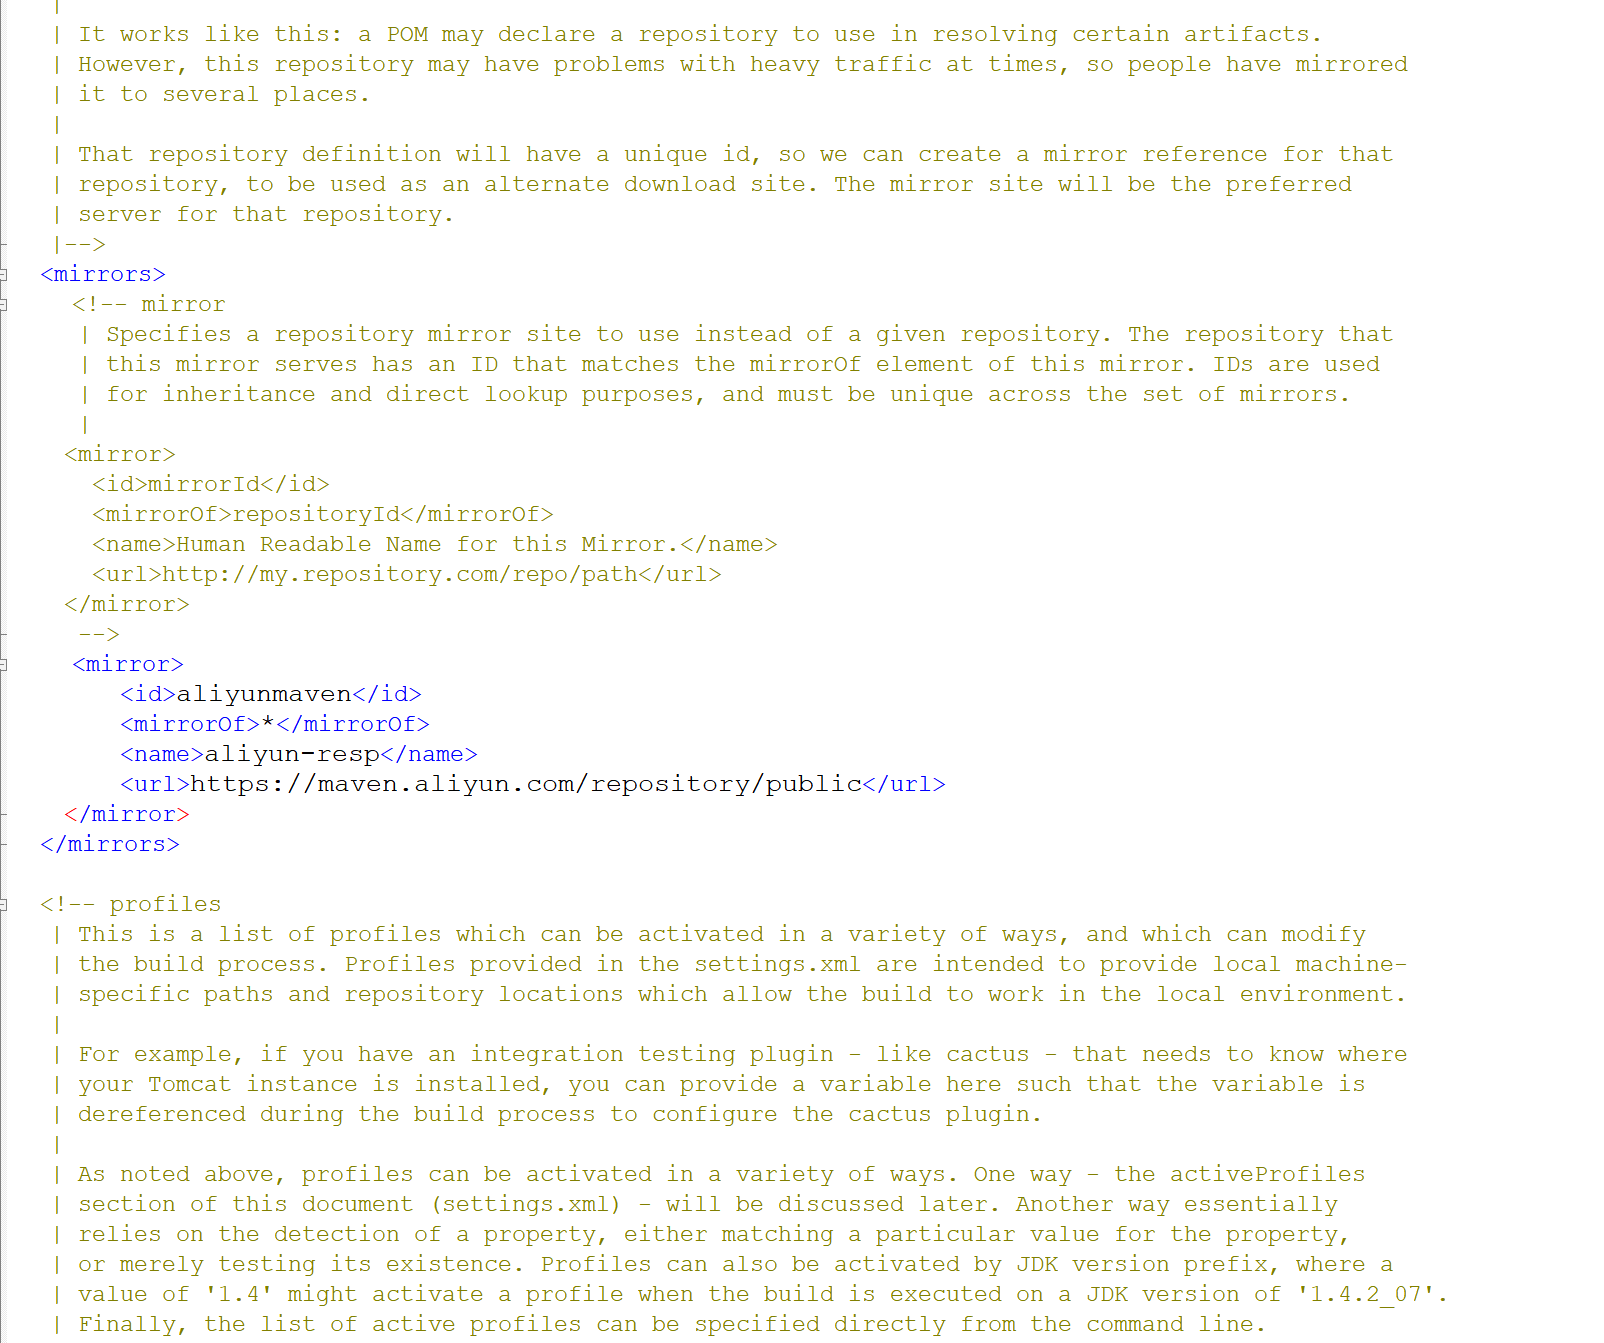 |
| It works like this: a POM may declare a repository to use in resolving certain artifacts.
| However, this repository may have problems with heavy traffic at times, so people have mirrored
| it to several places.
|
| That repository definition will have a unique id, so we can create a mirror reference for that
| repository, to be used as an alternate download site. The mirror site will be the preferred
| server for that repository.
|-->
<mirrors>
<!-- mirror
| Specifies a repository mirror site to use instead of a given repository. The repository that
| this mirror serves has an ID that matches the mirrorOf element of this mirror. IDs are used
| for inheritance and direct lookup purposes, and must be unique across the set of mirrors.
|
<mirror>
<id>mirrorId</id>
<mirrorOf>repositoryId</mirrorOf>
<name>Human Readable Name for this Mirror.</name>
<url>http://my.repository.com/repo/path</url>
</mirror>
-->
<mirror>
<id>aliyunmaven</id>
<mirrorOf>*</mirrorOf>
<name>aliyun-resp</name>
<url>https://maven.aliyun.com/repository/public</url>
</mirror>
</mirrors>
<!-- profiles
| This is a list of profiles which can be activated in a variety of ways, and which can modify
| the build process. Profiles provided in the settings.xml are intended to provide local machine-
| specific paths and repository locations which allow the build to work in the local environment.
|
| For example, if you have an integration testing plugin - like cactus - that needs to know where
| your Tomcat instance is installed, you can provide a variable here such that the variable is
| dereferenced during the build process to configure the cactus plugin.
|
| As noted above, profiles can be activated in a variety of ways. One way - the activeProfiles
| section of this document (settings.xml) - will be discussed later. Another way essentially
| relies on the detection of a property, either matching a particular value for the property,
| or merely testing its existence. Profiles can also be activated by JDK version prefix, where a
| value of '1.4' might activate a profile when the build is executed on a JDK version of '1.4.2_07'.
| Finally, the list of active profiles can be specified directly from the command line.